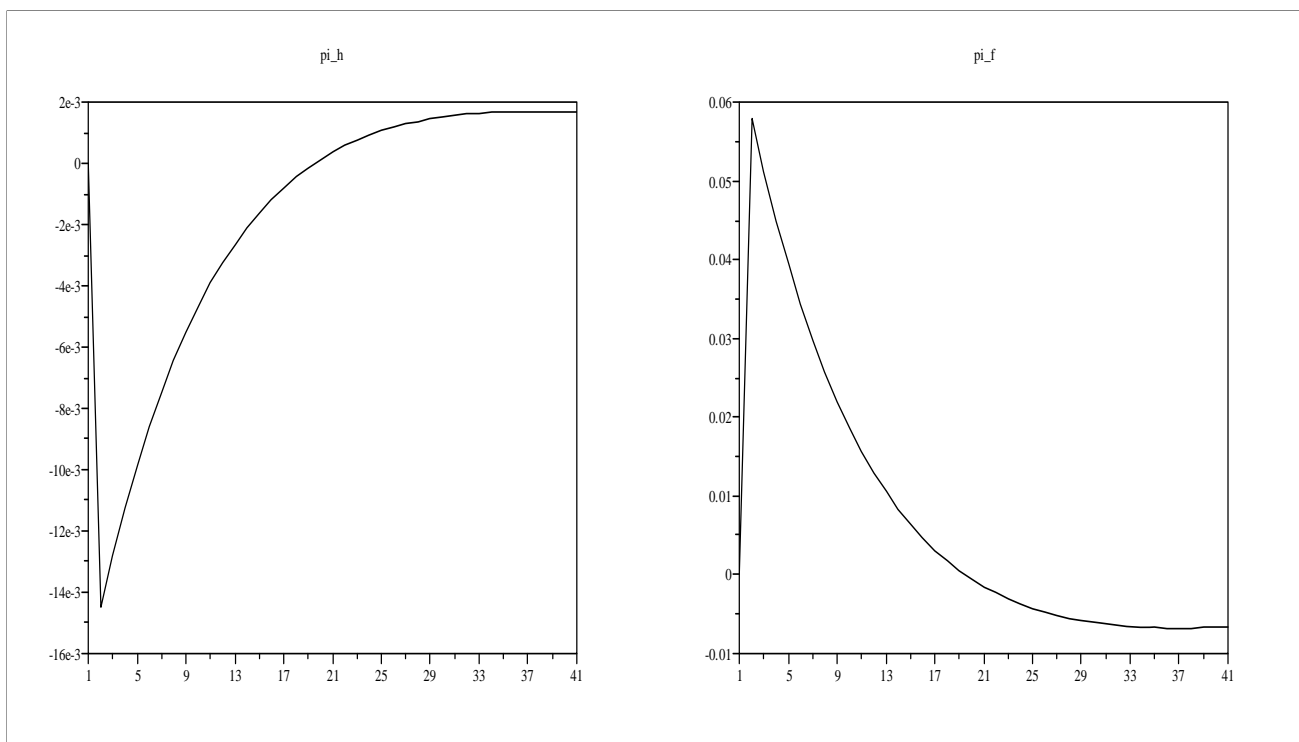 pi_h
2e-3
0
-2e-3
-4e-3
-6e-3
-8e-3
-10e-3
-12e-3
-14e-3
-16e-3
1 5 9 13 17 21 25 29 33 37 41
pi_f
0.06
0.05
0.04
0.03
0.02
0.01
0
-0.01
1 5 9 13 17 21 25 29 33 37 41